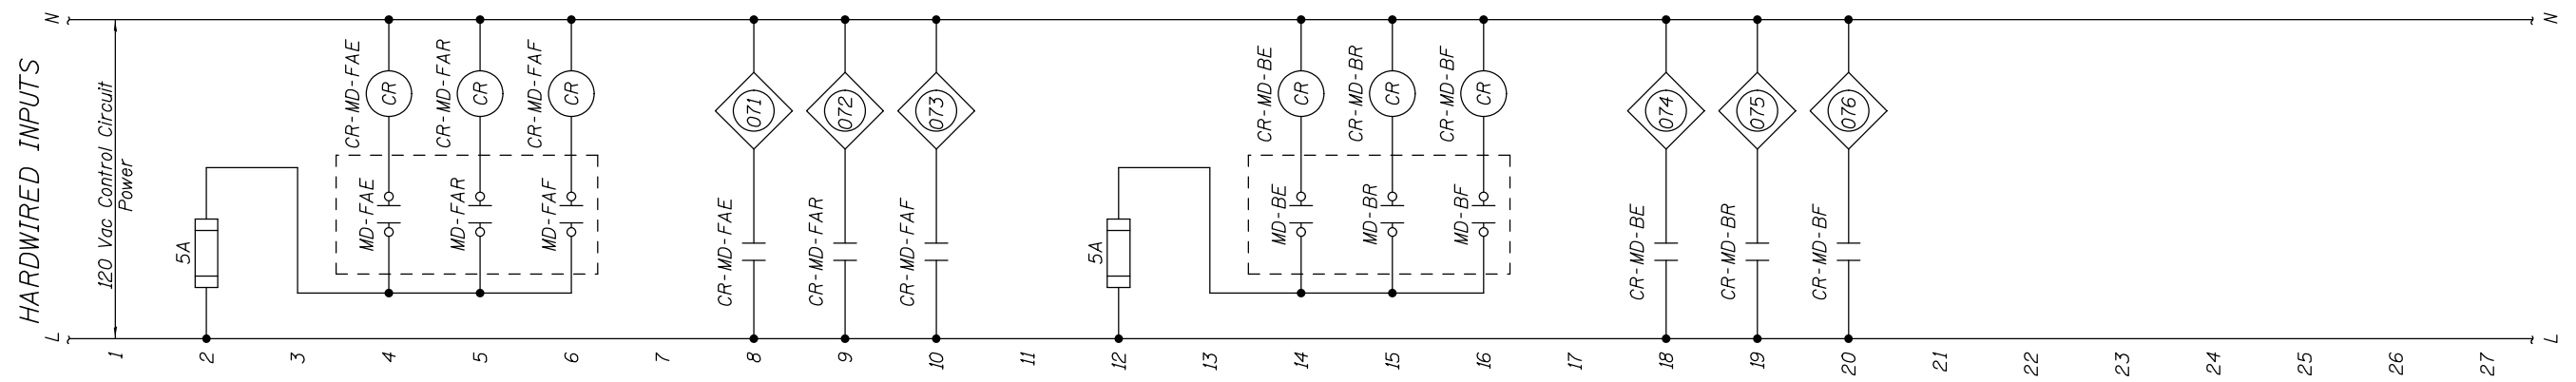 HARDWIRED INPUTS
L
N
1
120 Vac Control Circuit
Power
2
5A
3
4
MD-FAE
CR-MD-FAE
CR
5
MD-FAR
CR-MD-FAR
CR
6
MD-FAF
CR-MD-FAF
CR
7
8
CR-MD-FAE
071
9
CR-MD-FAR
072
10
CR-MD-FAF
073
11
12
5A
13
14
MD-BE
CR-MD-BE
CR
15
MD-BR
CR-MD-BR
CR
16
MD-BF
CR-MD-BF
CR
17
18
CR-MD-BE
074
19
CR-MD-BR
075
20
CR-MD-BF
076
21
22
23
24
25
26
27
L
N